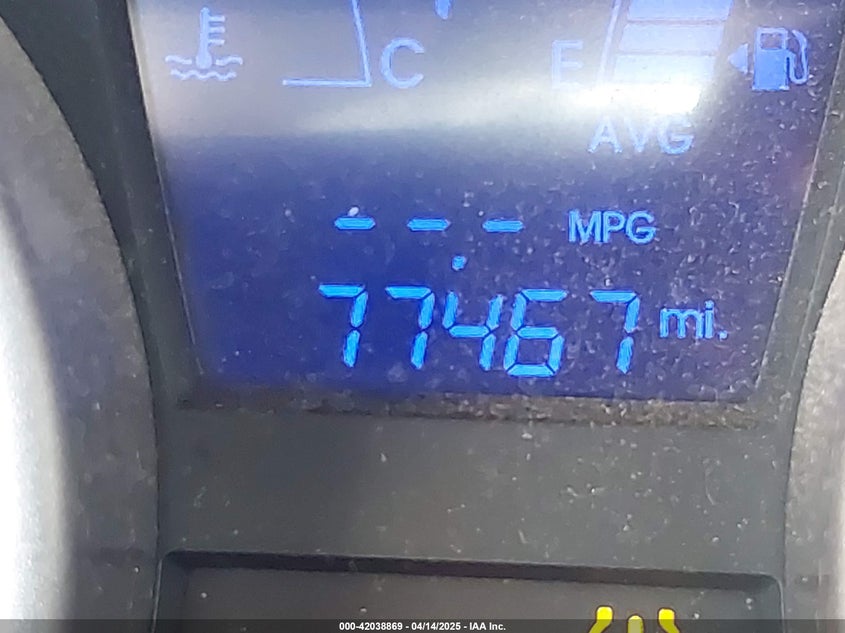 C E
AVG
--.- MPG
77467 mi.
000-42038869 - 04/14/2025 - IAA Inc.